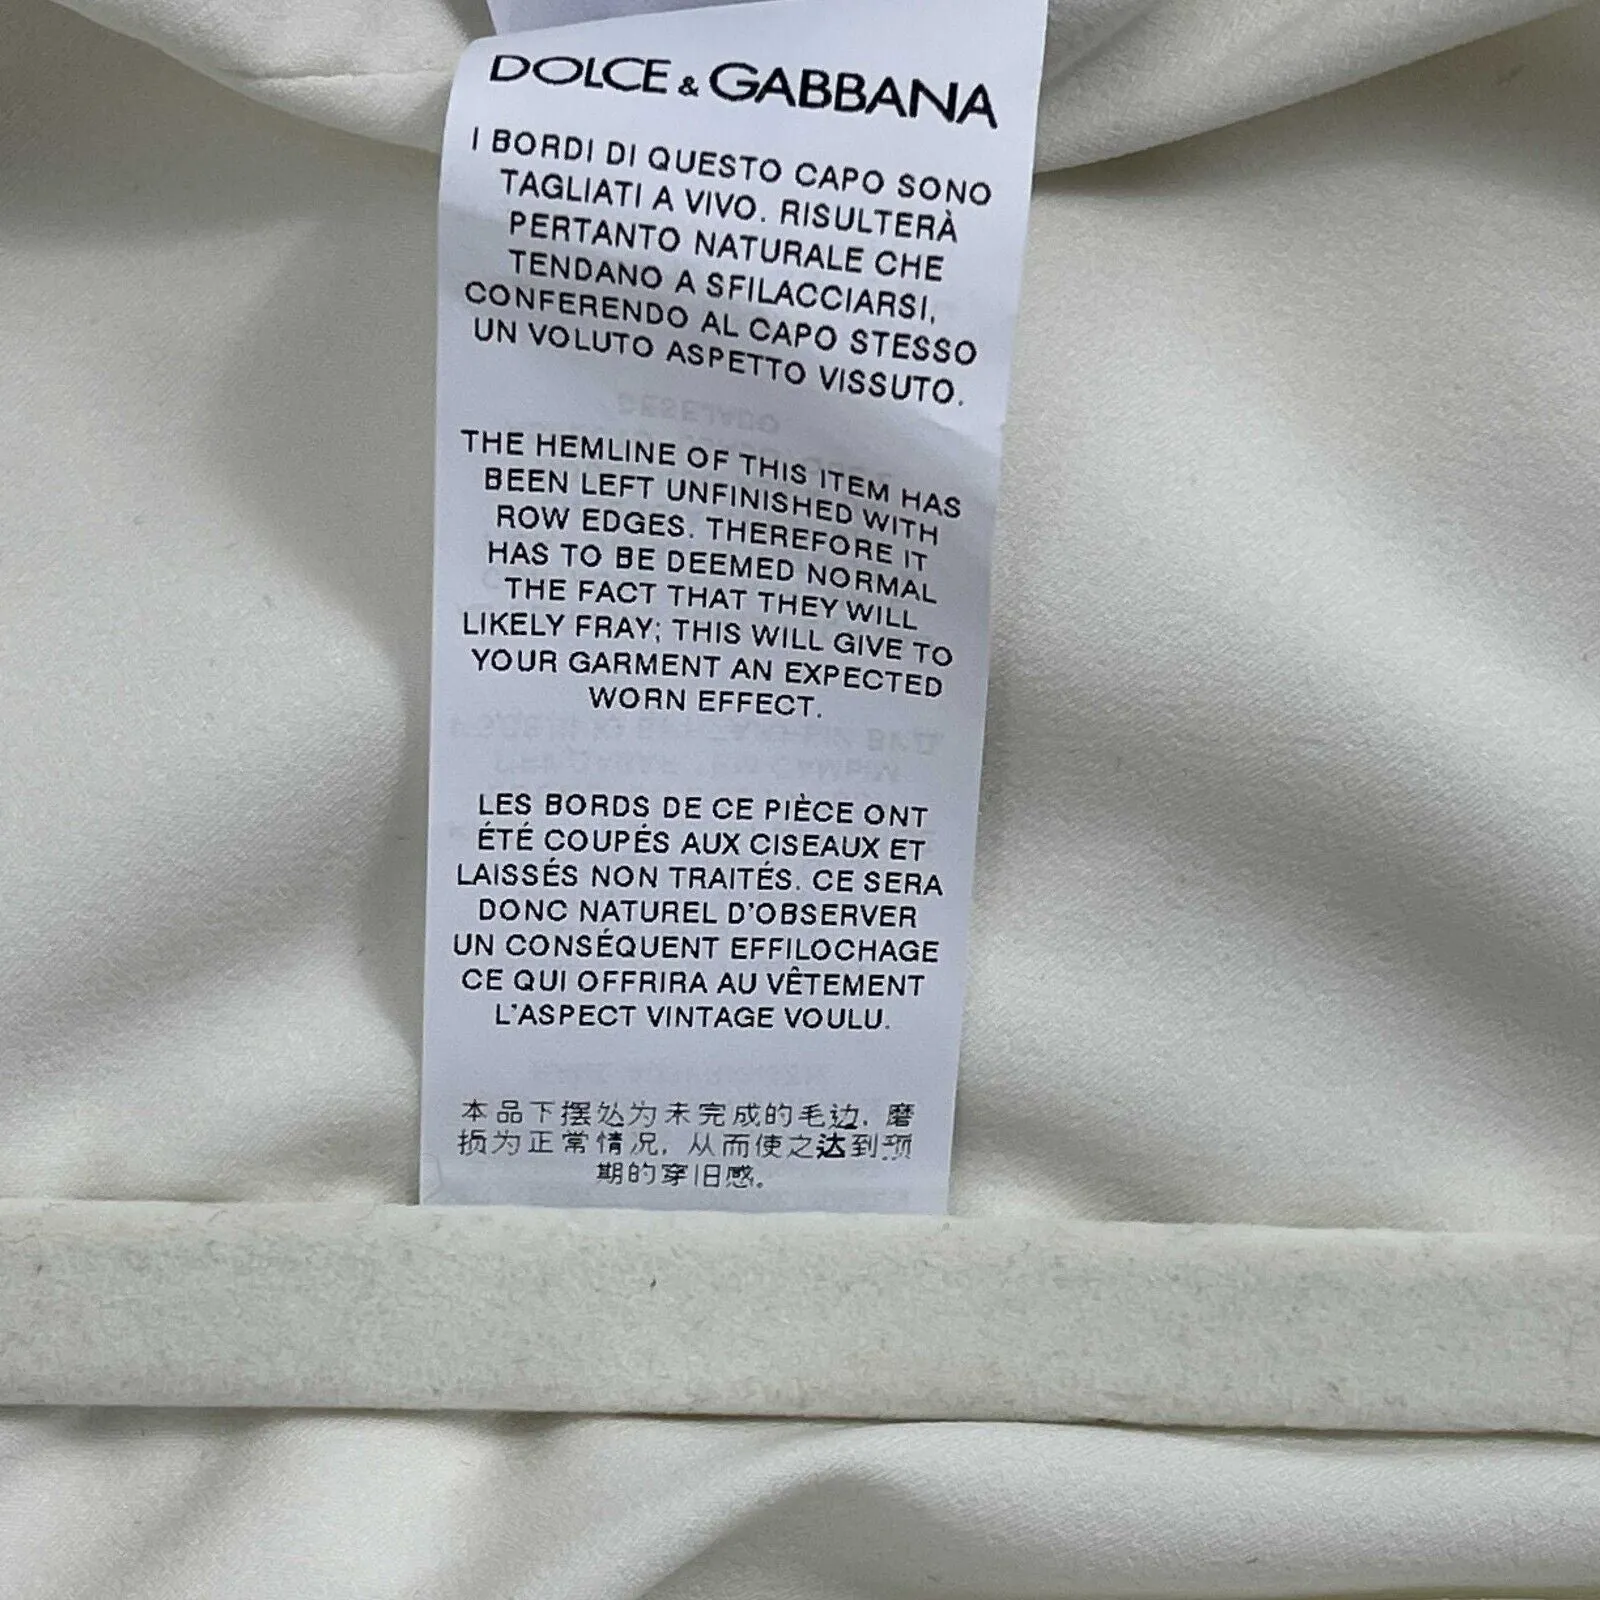 DOLCE & GABBANA
I BORDI DI QUESTO CAPO SONO
TAGLIATI A VIVO. RISULTERÀ
PERTANTO NATURALE CHE
TENDANO A SFILACCIARSI,
CONFERENDO AL CAPO STESSO
UN VOLUTO ASPETTO VISSUTO.
THE HEMLINE OF THIS ITEM HAS
BEEN LEFT UNFINISHED WITH
ROW EDGES. THEREFORE IT
HAS TO BE DEEMED NORMAL
THE FACT THAT THEY WILL
LIKELY FRAY; THIS WILL GIVE TO
YOUR GARMENT AN EXPECTED
WORN EFFECT.
LES BORDS DE CE PIÈCE ONT
ÉTÉ COUPÉS AUX CISEAUX ET
LAISSÉS NON TRAITÉS. CE SERA
DONC NATUREL D'OBSERVER
UN CONSÉQUENT EFFILOCHAGE
CE QUI OFFRIRA AU VÊTEMENT
L'ASPECT VINTAGE VOULU.
本品下摆处为未完成的毛边, 磨
损为正常情况, 从而使之达到预
期的穿旧感。